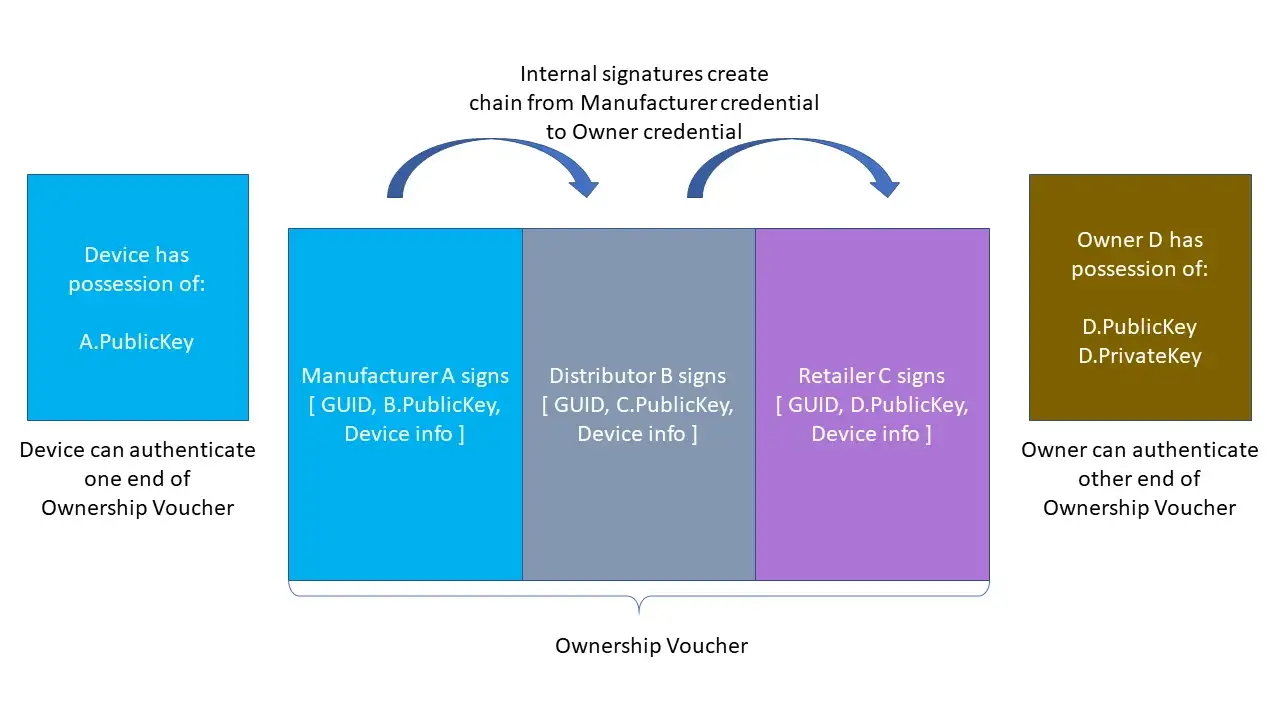 Internal signatures create
chain from Manufacturer credential
to Owner credential
Device has
possession of:
A.PublicKey
Device can authenticate
one end of
Ownership Voucher
Manufacturer A signs
[ GUID, B.PublicKey,
Device info ]
Distributor B signs
[ GUID, C.PublicKey,
Device info ]
Retailer C signs
[ GUID, D.PublicKey,
Device info ]
Owner D has
possession of:
D.PublicKey
D.PrivateKey
Owner can authenticate
other end of
Ownership Voucher
Ownership Voucher